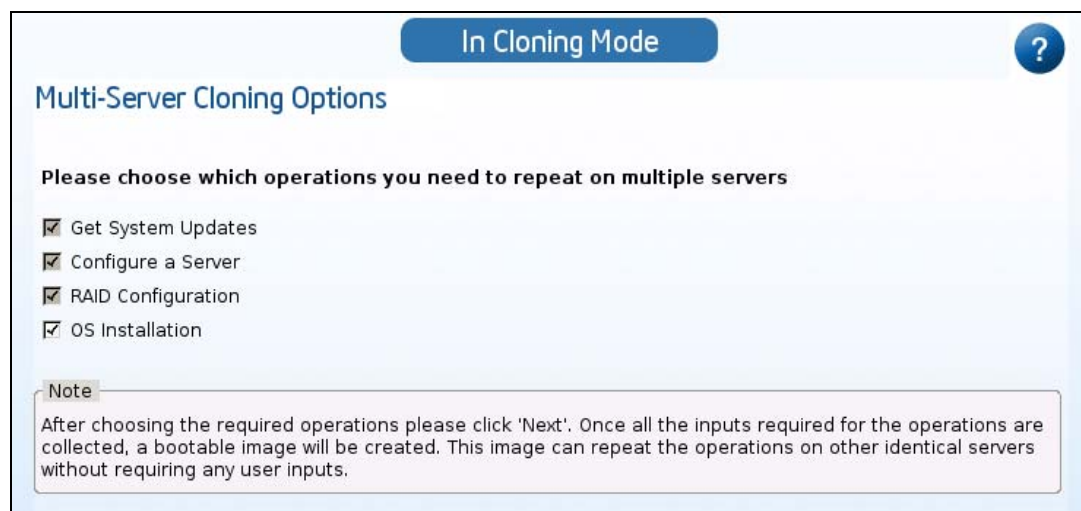 In Cloning Mode
?
Multi-Server Cloning Options
Please choose which operations you need to repeat on multiple servers
Get System Updates
Configure a Server
RAID Configuration
OS Installation
Note
After choosing the required operations please click 'Next'. Once all the inputs required for the operations are
collected, a bootable image will be created. This image can repeat the operations on other identical servers
without requiring any user inputs.